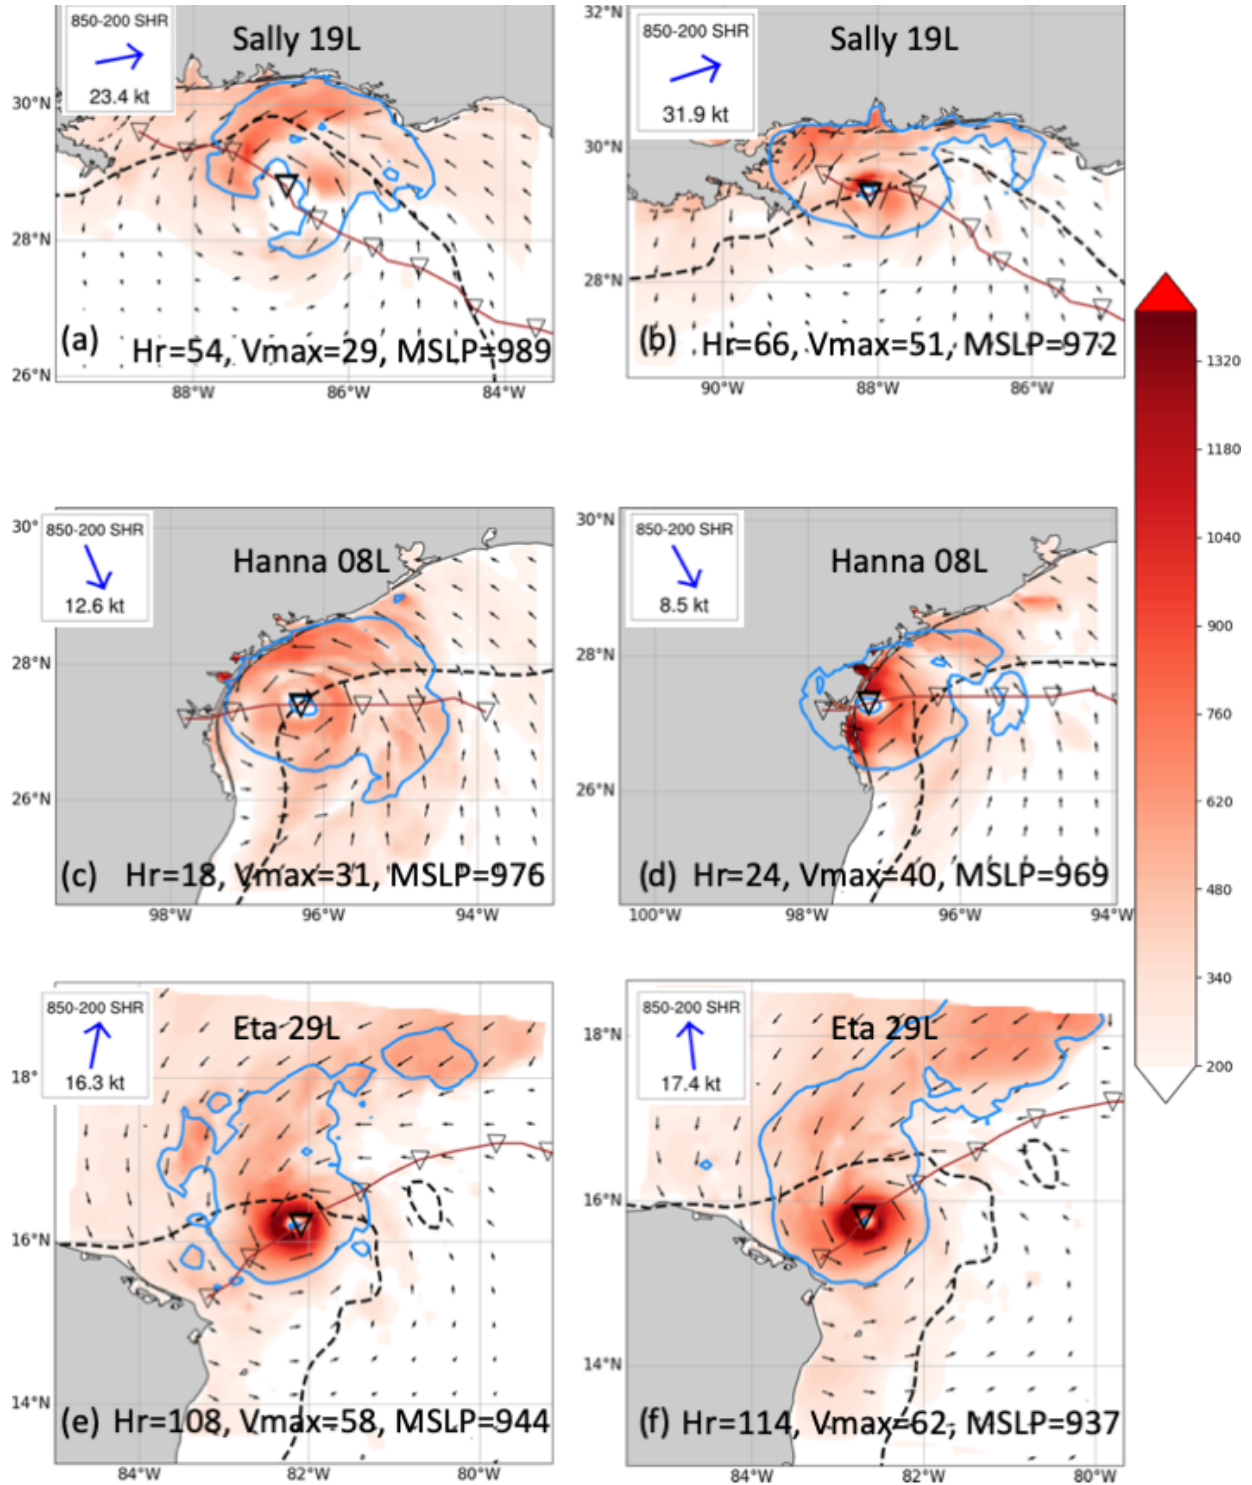 850-200 SHR
23.4 kt
Sally 19L
30°N
28°N
26°N
(a)
Hr=54, Vmax=29, MSLP=989
88°W
86°W
84°W
850-200 SHR
31.9 kt
Sally 19L
32°N
30°N
28°N
(b)
Hr=66, Vmax=51, MSLP=972
90°W
88°W
86°W
850-200 SHR
12.6 kt
Hanna 08L
30°
28°N
26°N
(c)
Hr=18, Vmax=31, MSLP=976
98°W
96°W
94°W
850-200 SHR
8.5 kt
Hanna 08L
30°N
28°N
26°N
(d)
Hr=24, Vmax=40, MSLP=969
100°W
98°W
96°W
94°W
1320
1180
1040
900
760
620
480
340
200
850-200 SHR
16.3 kt
Eta 29L
18°
16°N
14°N
(e)
Hr=108, Vmax=58, MSLP=944
84°W
82°W
80°W
850-200 SHR
17.4 kt
Eta 29L
18°N
16°N
14°N
(f)
Hr=114, Vmax=62, MSLP=937
84°W
82°W
80°W